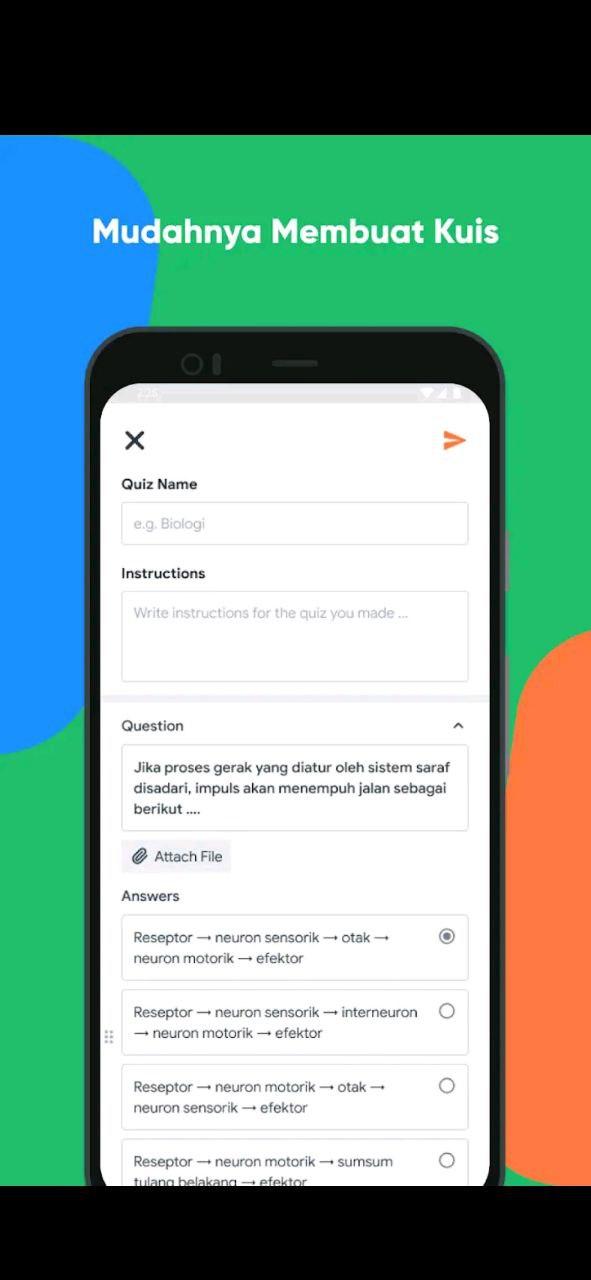 Mudahnya Membuat Kuis
Quiz Name
e.g. Biologi
Instructions
Write instructions for the quiz you made ...
Question
Jika proses gerak yang diatur oleh sistem saraf
disadari, impuls akan menempuh jalan sebagai
berikut ....
Attach File
Answers
Reseptor → neuron sensorik → otak →
neuron motorik → efektor
Reseptor → neuron sensorik → interneuron
→ neuron motorik → efektor
Reseptor → neuron motorik → otak →
neuron sensorik → efektor
Reseptor → neuron motorik → sumsum
tulang belakang → efektor